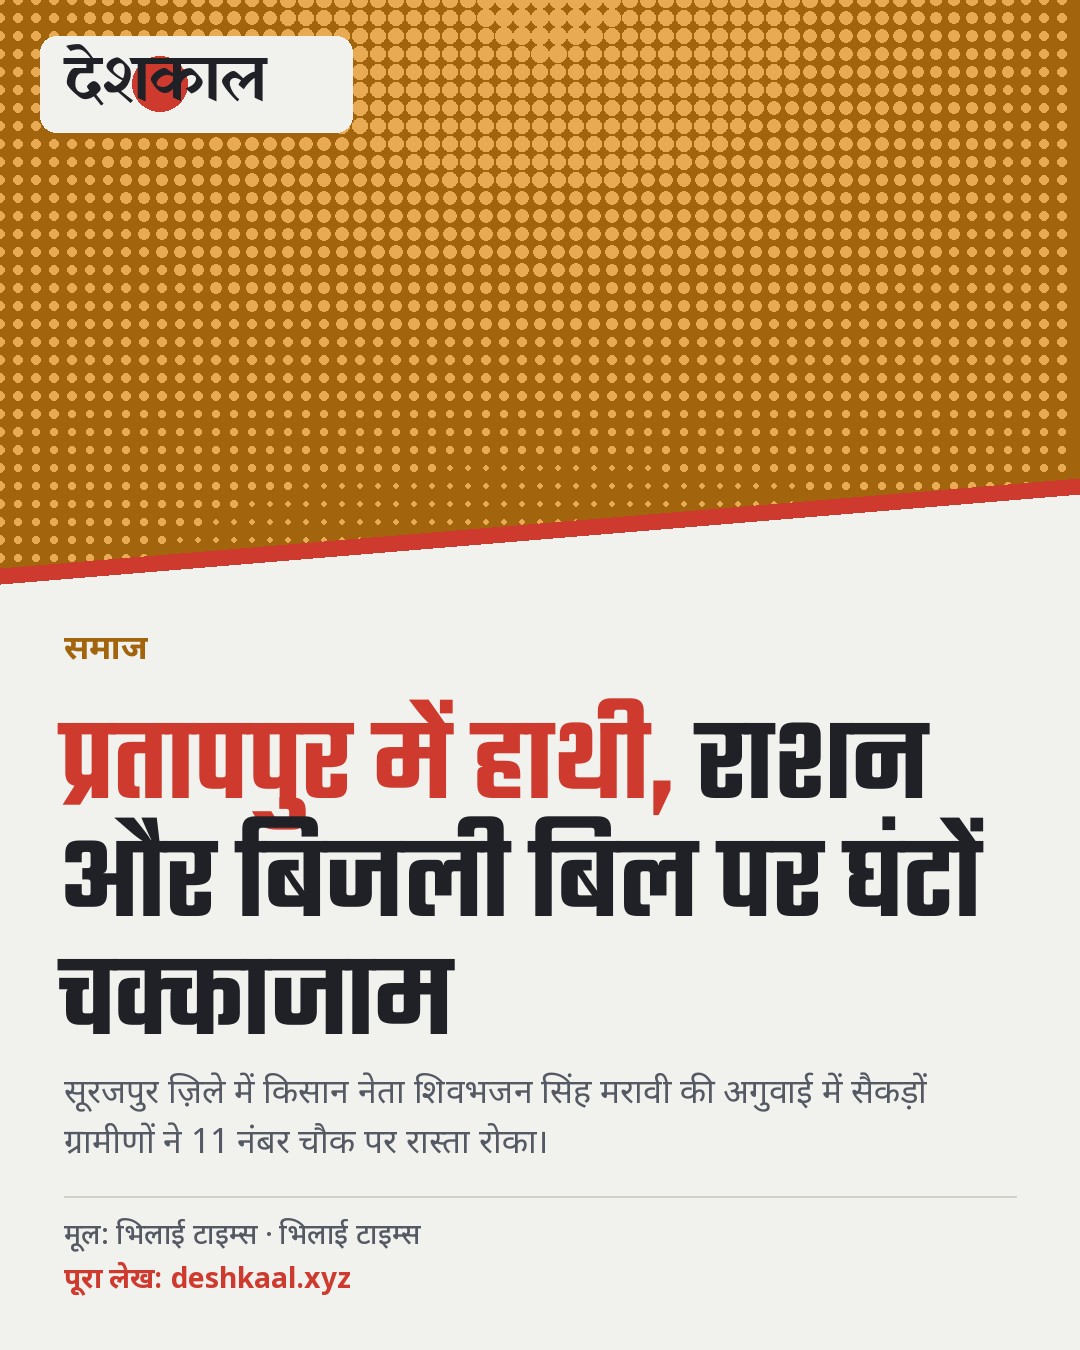 देशकाल
समाज
प्रतापपुर में हाथी, राशन
और बिजली बिल पर घंटों
चक्काजाम
सूरजपुर ज़िले में किसान नेता शिवभजन सिंह मरावी की अगुवाई में सैकड़ों
ग्रामीणों ने 11 नंबर चौक पर रास्ता रोका।
मूल: भिलाई टाइम्स · भिलाई टाइम्स
पूरा लेख: deshkaal.xyz